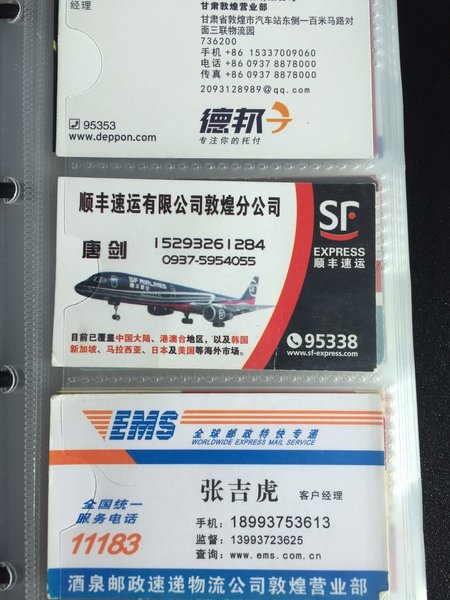 经理
甘肃敦煌营业部
甘肃省敦煌市汽车站东侧一百米马路对
面三联物流园
736200
手机 +86 15337009060
电话 +86 0937 8878000
传真 +86 0937 8878000
2093128989@qq.com
95353
www.deppon.com
德邦
专注你的托付
顺丰速运有限公司敦煌分公司
唐剑
15293261284
0937-5954055
SF AIRLINES
顺丰航空
SF
EXPRESS
顺丰速运
目前已覆盖中国大陆、港澳台地区，以及韩国
新加坡、马拉西亚、日本及美国等海外市场。
95338
www.sf-express.com
EMS
全球邮政特快专递
WORLDWIDE EXPRESS MAIL SERVICE
张吉虎 客户经理
全国统一
服务电话
11183
手机：18993753613
监督：13993723625
查询：www.ems.com.cn
酒泉邮政速递物流公司敦煌营业部